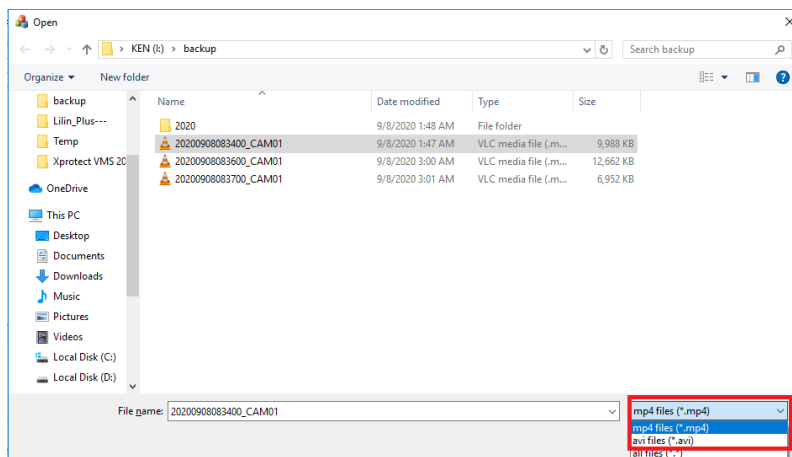 Open
KEN (I:) > backup
Search backup
Organize
New folder
backup
Lilin_Plus---
Temp
Xprotect VMS 20
OneDrive
This PC
Desktop
Documents
Downloads
Music
Pictures
Videos
Local Disk (C:)
Local Disk (D:)
Name Date modified Type Size
2020 9/8/2020 1:48 AM File folder
20200908083400_CAM01 9/8/2020 1:47 AM VLC media file (.m... 9,988 KB
20200908083600_CAM01 9/8/2020 3:00 AM VLC media file (.m... 12,662 KB
20200908083700_CAM01 9/8/2020 3:01 AM VLC media file (.m... 6,952 KB
File name: 20200908083400_CAM01
mp4 files (*.mp4)
mp4 files (*.mp4)
avi files (*.avi)
all files (*.*)